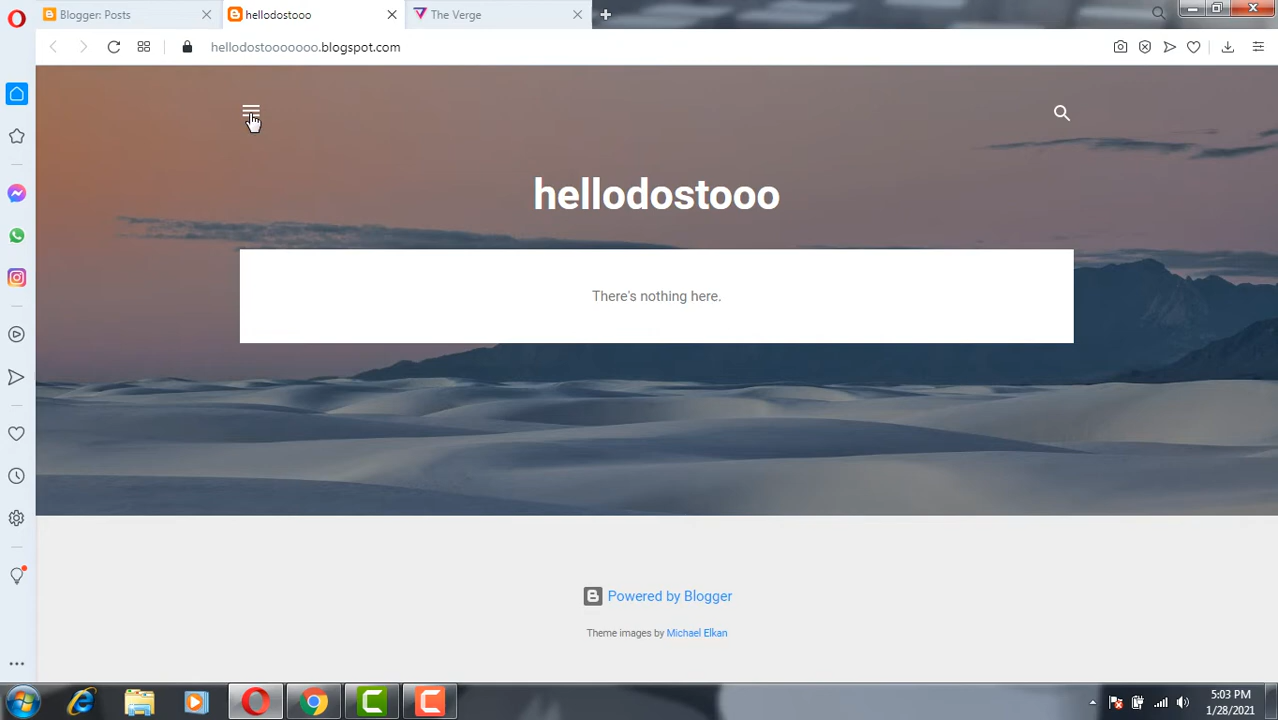 Blogger: Posts
hellodostooo
The Verge
hellodostooooooo.blogspot.com
hellodostooo
There's nothing here.
Powered by Blogger
Theme images by Michael Elkan
5:03 PM
1/28/2021